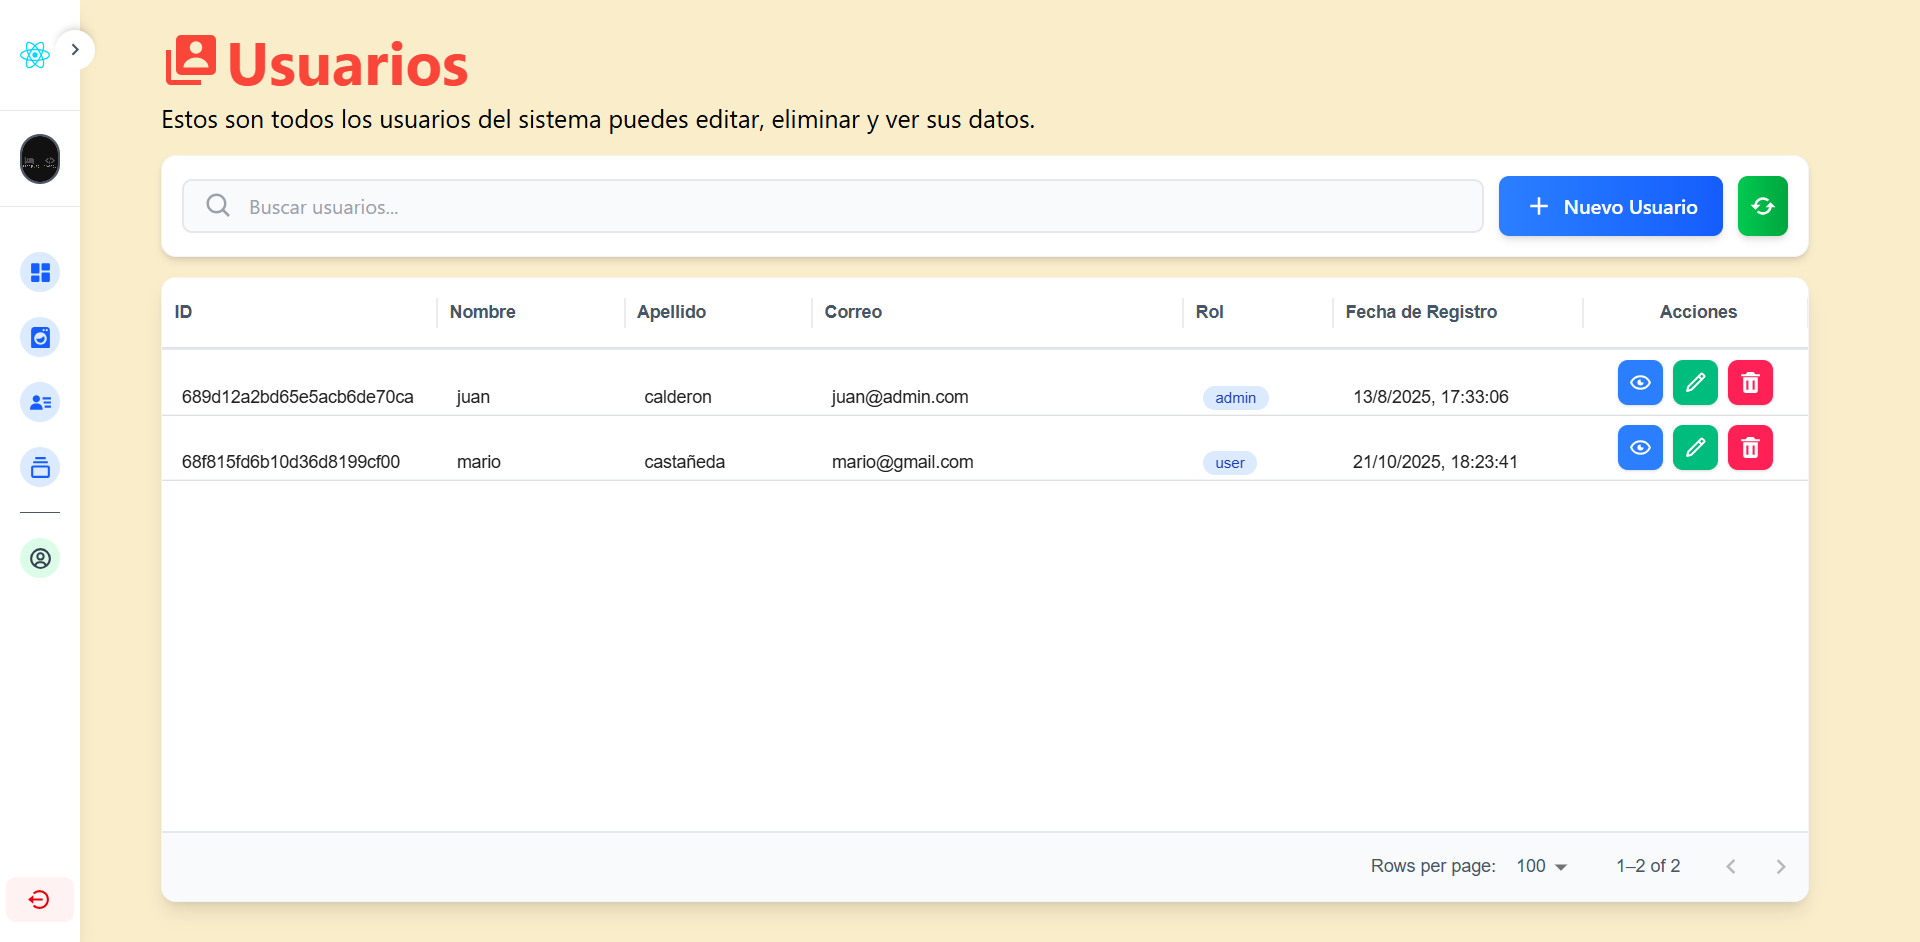 Usuarios
Estos son todos los usuarios del sistema puedes editar, eliminar y ver sus datos.
Buscar usuarios...
Nuevo Usuario
ID Nombre Apellido Correo Rol Fecha de Registro Acciones
689d12a2bd65e5acb6de70ca juan calderon juan@admin.com admin 13/8/2025, 17:33:06
68f815fd6b10d36d8199cf00 mario castañeda mario@gmail.com user 21/10/2025, 18:23:41
Rows per page: 100 1–2 of 2